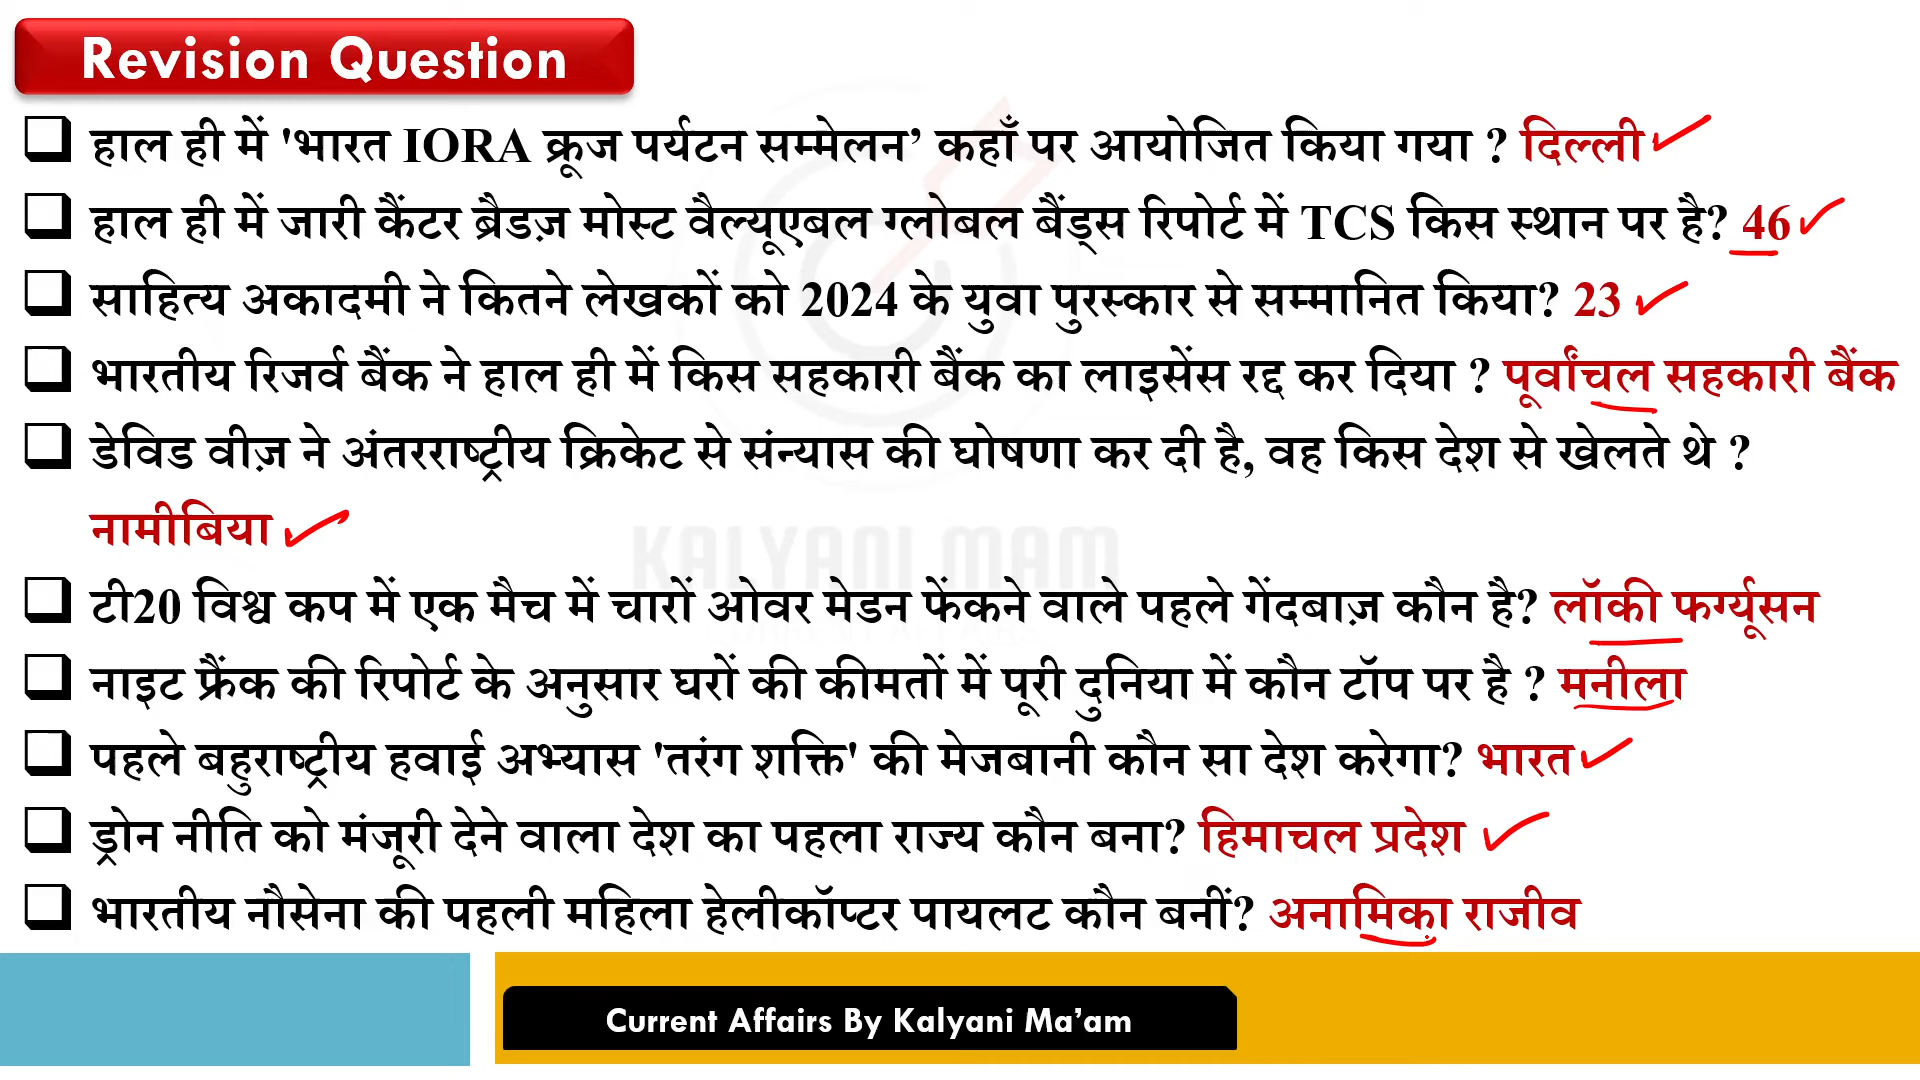 Revision Question
हाल ही में 'भारत IORA क्रूज पर्यटन सम्मेलन’ कहाँ पर आयोजित किया गया ? दिल्ली
हाल ही में जारी कैंटर ब्रैडज़ मोस्ट वैल्यूएबल ग्लोबल बैंड्स रिपोर्ट में TCS किस स्थान पर है? 46
साहित्य अकादमी ने कितने लेखकों को 2024 के युवा पुरस्कार से सम्मानित किया? 23
भारतीय रिजर्व बैंक ने हाल ही में किस सहकारी बैंक का लाइसेंस रद्द कर दिया ? पूर्वांचल सहकारी बैंक
डेविड वीज़ ने अंतरराष्ट्रीय क्रिकेट से संन्यास की घोषणा कर दी है, वह किस देश से खेलते थे ?
नामीबिया
KALYANI MAM
टी20 विश्व कप में एक मैच में चारों ओवर मेडन फेंकने वाले पहले गेंदबाज़ कौन है? लॉकी फर्ग्यूसन
नाइट फ्रैंक की रिपोर्ट के अनुसार घरों की कीमतों में पूरी दुनिया में कौन टॉप पर है ? मनीला
पहले बहुराष्ट्रीय हवाई अभ्यास 'तरंग शक्ति' की मेजबानी कौन सा देश करेगा? भारत
ड्रोन नीति को मंजूरी देने वाला देश का पहला राज्य कौन बना? हिमाचल प्रदेश
भारतीय नौसेना की पहली महिला हेलीकॉप्टर पायलट कौन बनीं? अनामिका राजीव
Current Affairs By Kalyani Ma’am